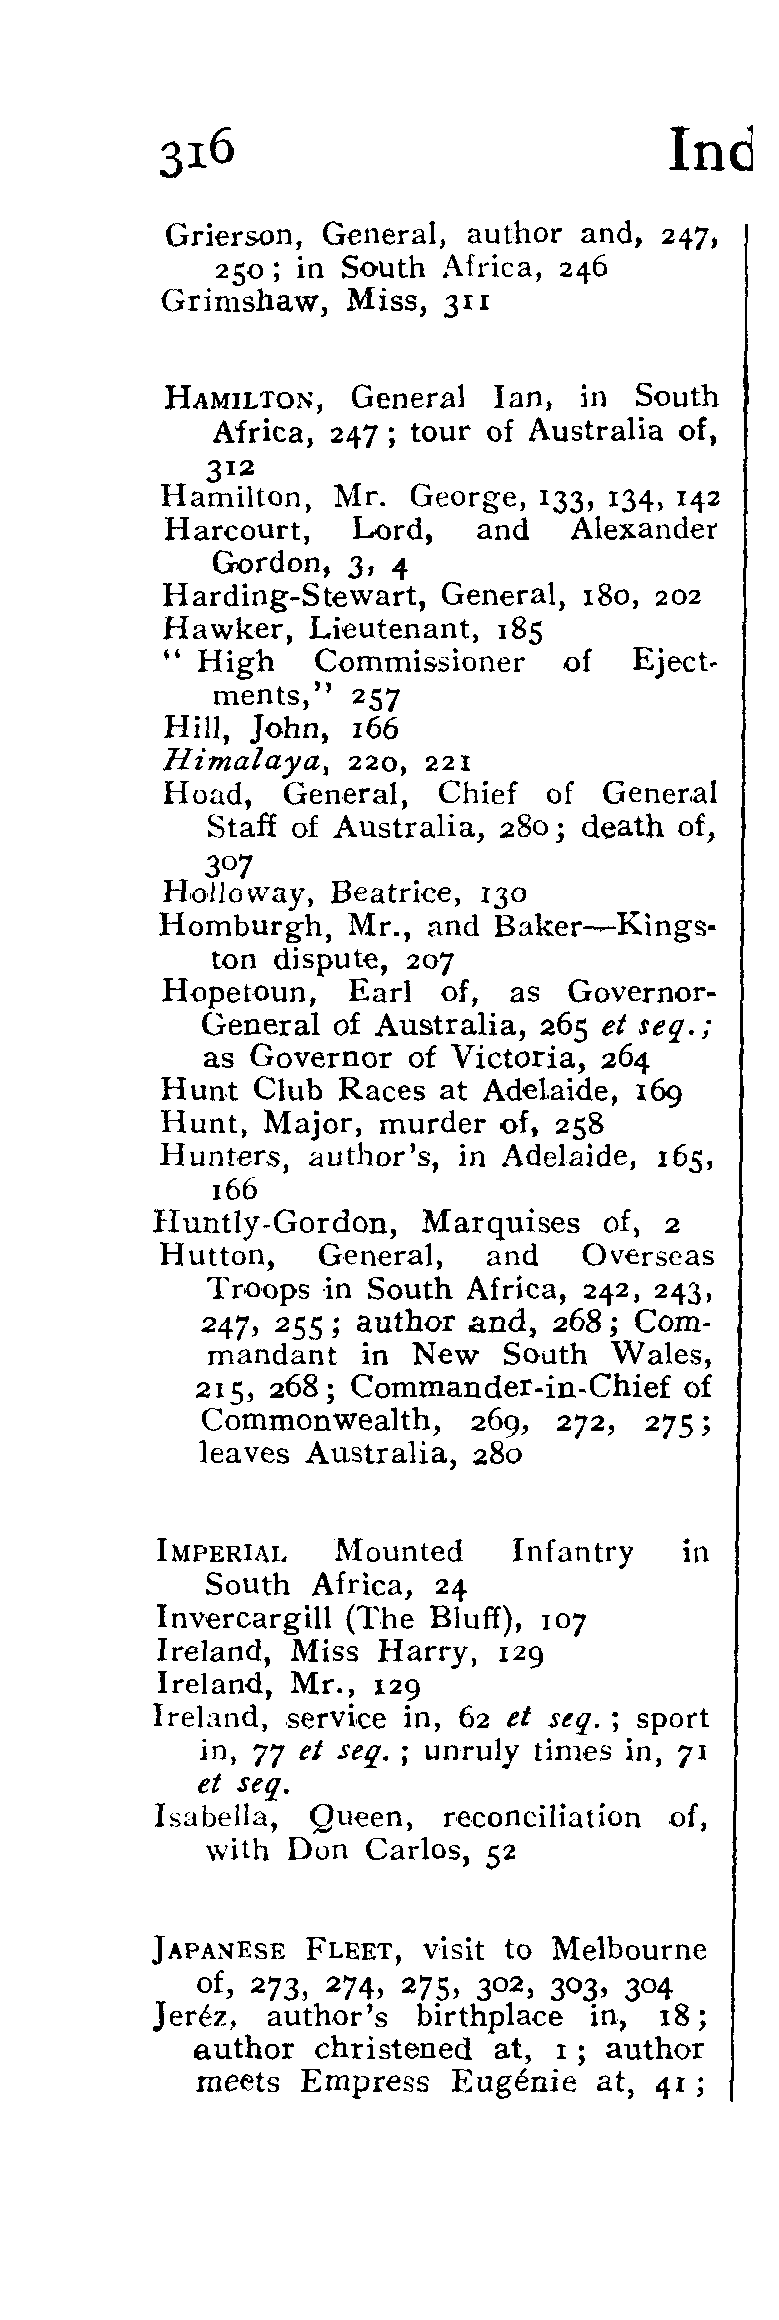 316
Grierson, General, author and, 247,
250; in South Africa, 246
Grimshaw, Miss, 311
HAMILTON, General Ian, in South
Africa, 247; tour of Australia of,
312
Hamilton, Mr. George, 133, 134, 142
Harcourt, Lord, and Alexander
Gordon, 3, 4
Harding-Stewart, General, 180, 202
Hawker, Lieutenant, 185
“ High Commissioner of Eject-
ments,” 257
Hill, John, 166
Himalaya, 220, 221
Hoad, General, Chief of General
Staff of Australia, 280; death of,
307
Holloway, Beatrice, 130
Homburgh, Mr., and Baker—Kings-
ton dispute, 207
Hopetoun, Earl of, as Governor-
General of Australia, 265 et seq.;
as Governor of Victoria, 264
Hunt Club Races at Adelaide, 169
Hunt, Major, murder of, 258
Hunters, author's, in Adelaide, 165,
166
Huntly-Gordon, Marquises of, 2
Hutton, General, and Overseas
Troops in South Africa, 242, 243,
247, 255; author and, 268; Com-
mandant in New South Wales,
215, 268; Commander-in-Chief of
Commonwealth, 269, 272, 275;
leaves Australia, 280
IMPERIAL Mounted Infantry in
South Africa, 24
Invercargill (The Bluff), 107
Ireland, Miss Harry, 129
Ireland, Mr., 129
Ireland, service in, 62 et seq.; sport
in, 77 et seq.; unruly times in, 71
et seq.
Isabella, Queen, reconciliation of,
with Don Carlos, 52
JAPANESE FLEET, visit to Melbourne
of, 273, 274, 275, 302, 303, 304
Jeréz, author's birthplace in, 18;
author christened at, 1; author
meets Empress Eugénie at, 41;